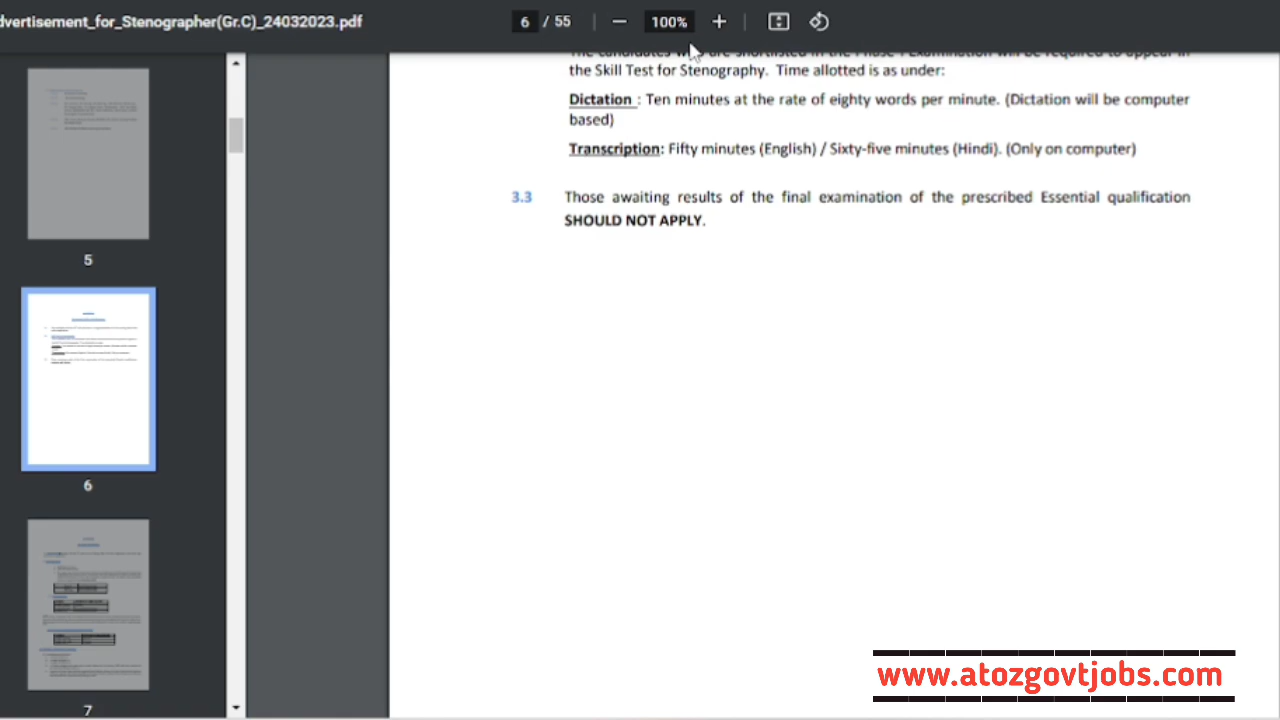 dvertisement_for_Stenographer(Gr.C)_24032023.pdf
6 / 55
100%
the Skill Test for Stenography. Time allotted is as under:
Dictation : Ten minutes at the rate of eighty words per minute. (Dictation will be computer
based)
Transcription: Fifty minutes (English) / Sixty-five minutes (Hindi). (Only on computer)
3.3 Those awaiting results of the final examination of the prescribed Essential qualification
SHOULD NOT APPLY.
5
6
7
www.atozgovtjobs.com